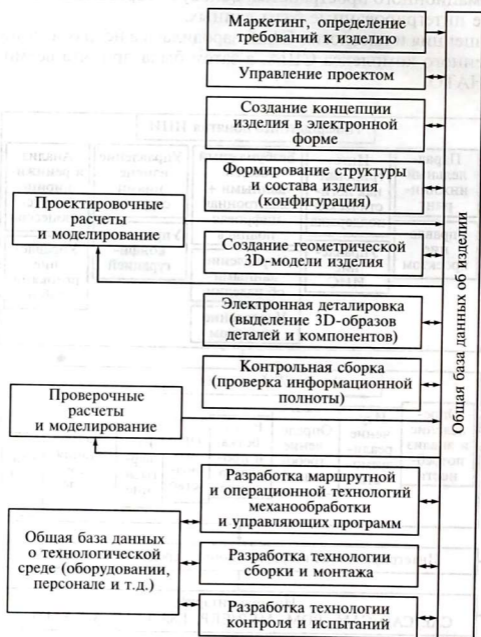 Маркетинг, определение
требований к изделию
Управление проектом
Создание концепции
изделия в электронной
форме
Формирование структуры
и состава изделия
(конфигурация)
Проектировочные
расчеты
и моделирование
Создание геометрической
3D-модели изделия
Электронная деталировка
(выделение 3D-образов
деталей и компонентов)
Контрольная сборка
(проверка информационной
полноты)
Проверочные
расчеты
и моделирование
Разработка маршрутной
и операционной технологий
механообработки
и управляющих программ
Общая база данных
о технологической
среде (оборудовании,
персонале и т.д.)
Разработка технологии
сборки и монтажа
Разработка технологии
контроля и испытаний
Общая база данных об изделии